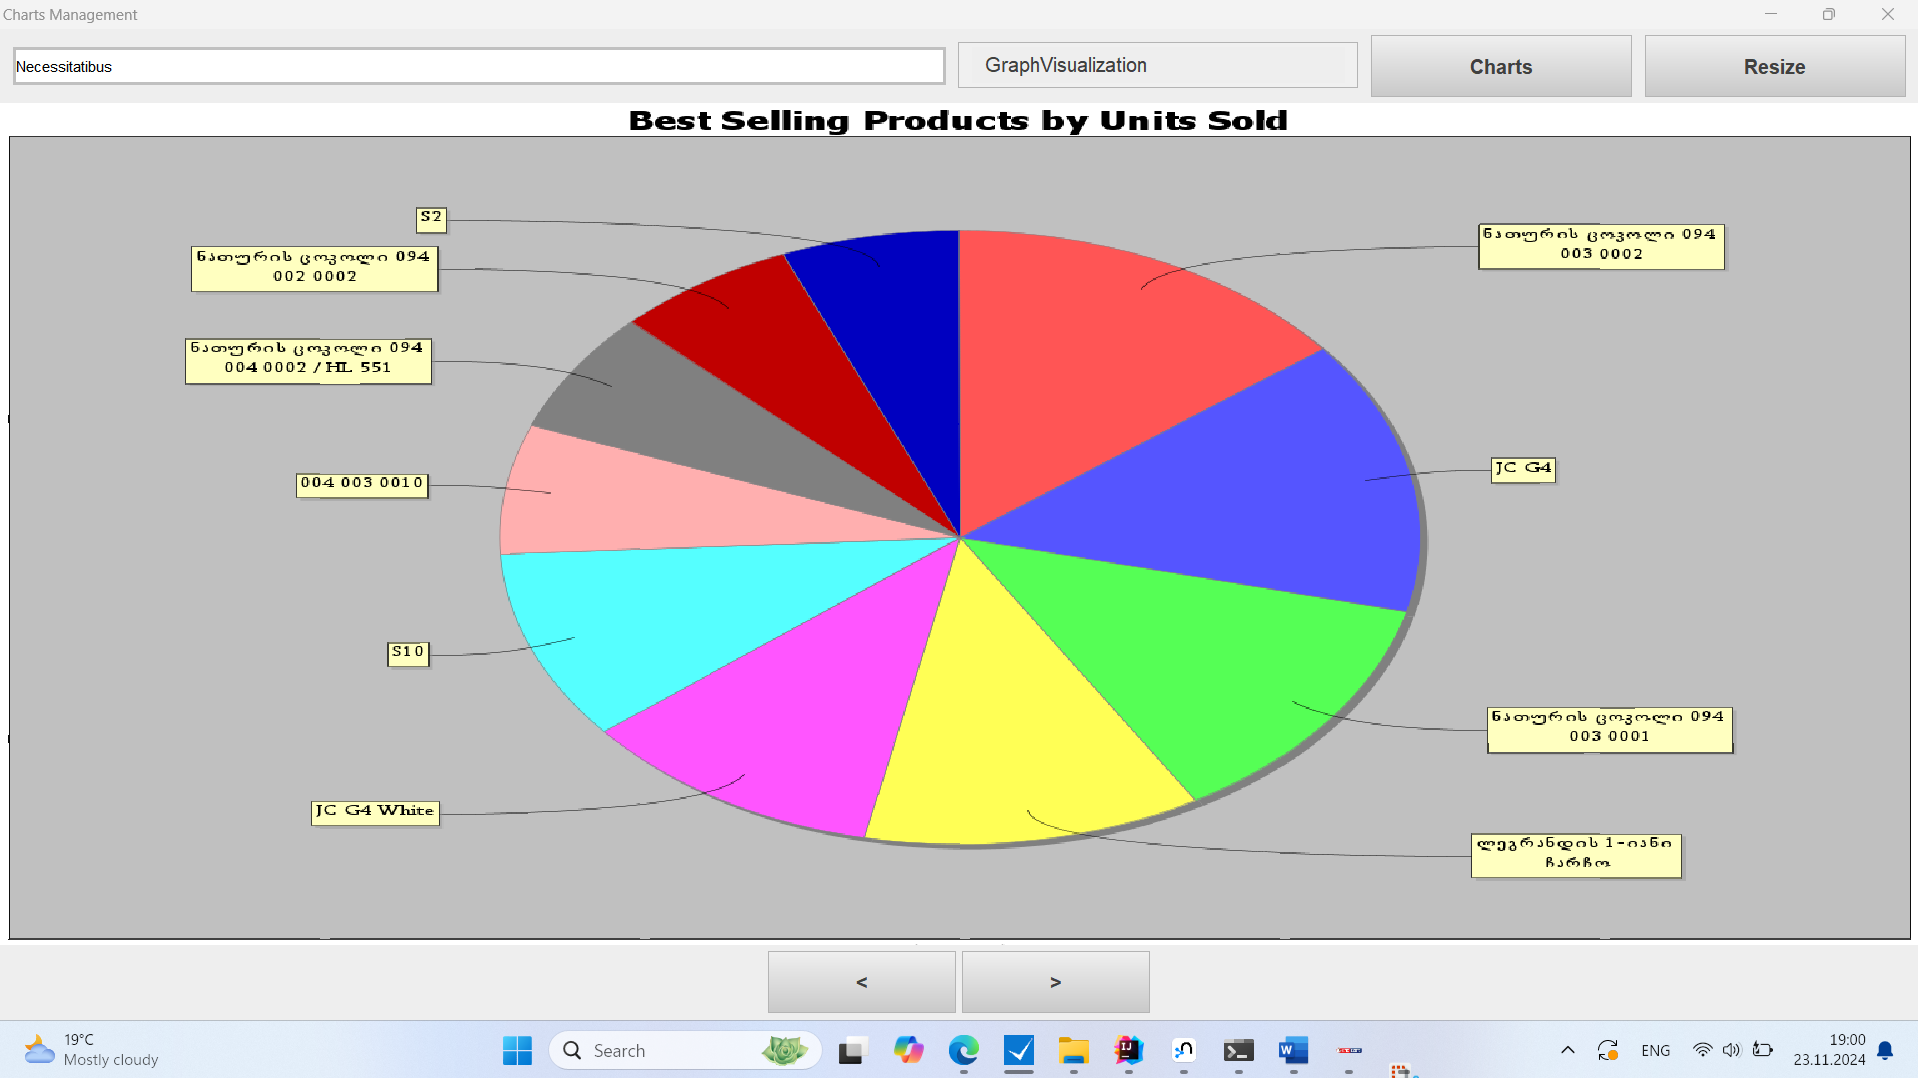 Charts Management
Necessitatibus
GraphVisualization
Charts
Resize
Best Selling Products by Units Sold
S2
ნათურის ცოკოლი 094
002 0002
ნათურის ცოკოლი 094
004 0002 / HL 551
004 003 0010
S10
JC G4 White
ნათურის ცოკოლი 094
003 0002
JC G4
ნათურის ცოკოლი 094
003 0001
ლეგრანდის 1-იანი
ჩარჩო
<
>
19°C
Mostly cloudy
Search
ENG
19:00
23.11.2024